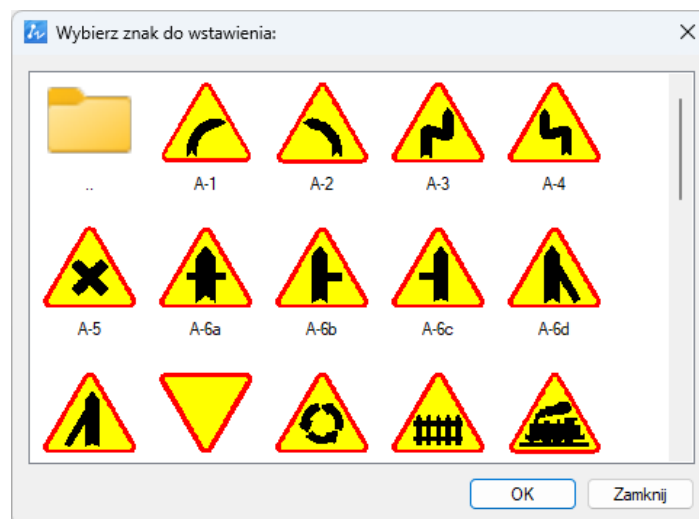 Wybierz znak do wstawienia:
..
A-1
A-2
A-3
A-4
A-5
A-6a
A-6b
A-6c
A-6d
OK
Zamknij